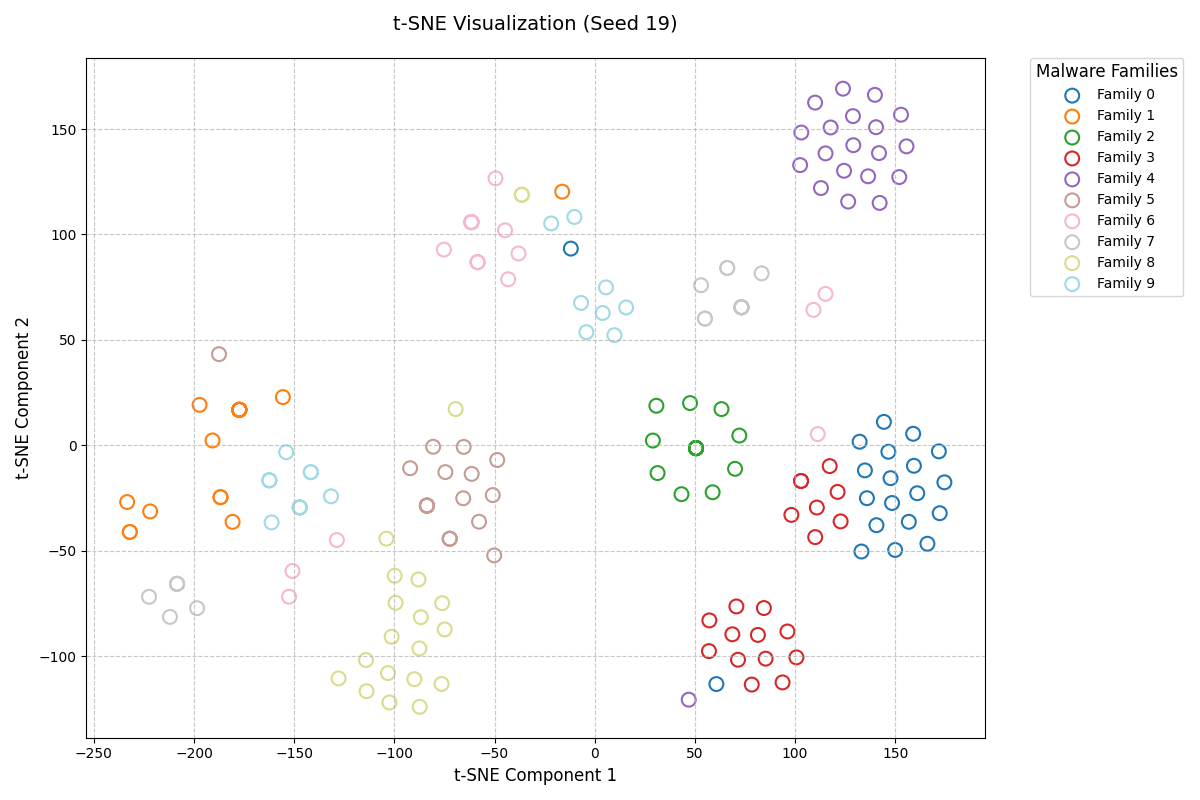 t-SNE Visualization (Seed 19)
t-SNE Component 2
150
100
50
0
−50
−100
−250
−200
−150
−100
−50
0
50
100
150
t-SNE Component 1
Malware Families
Family 0
Family 1
Family 2
Family 3
Family 4
Family 5
Family 6
Family 7
Family 8
Family 9